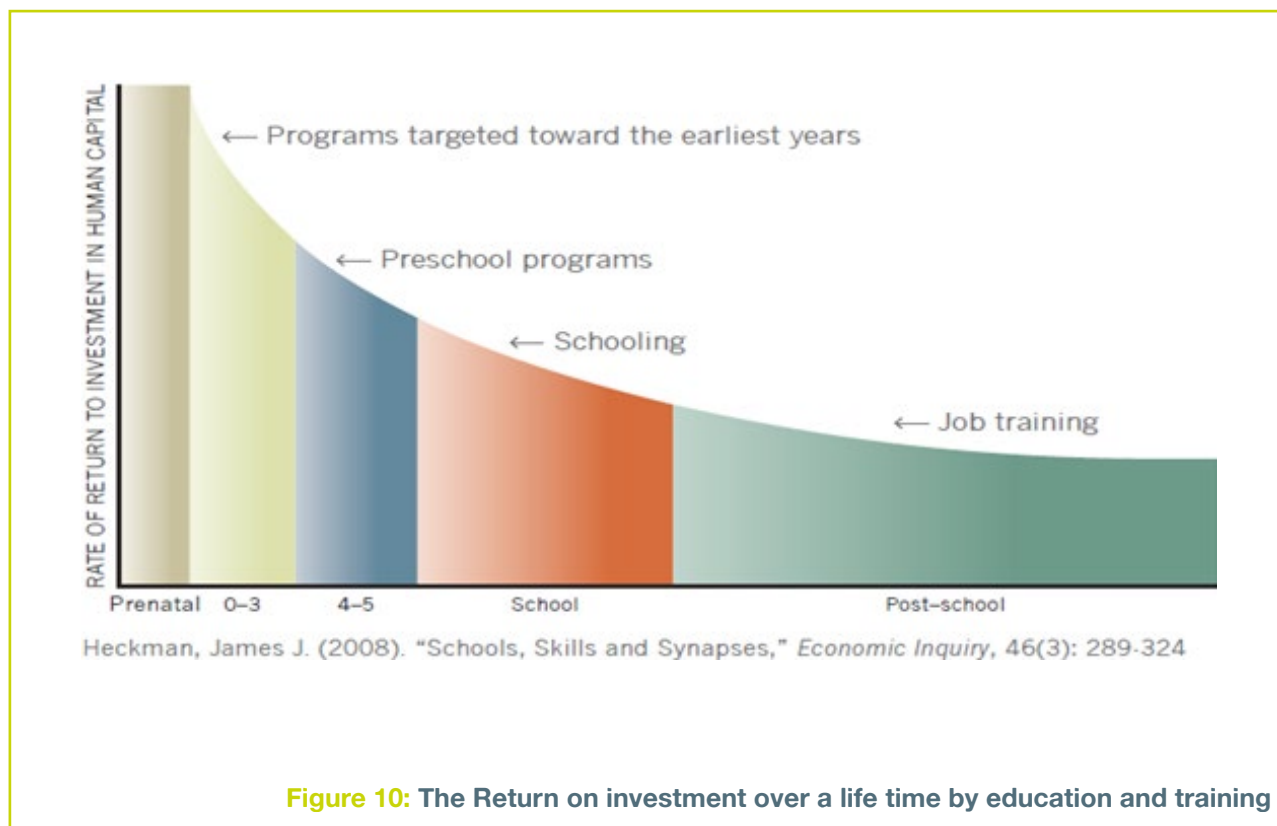 RATE OF RETURN TO INVESTMENT IN HUMAN CAPITAL
← Programs targeted toward the earliest years
← Preschool programs
← Schooling
← Job training
Prenatal 0–3 4–5 School Post–school
Heckman, James J. (2008). “Schools, Skills and Synapses,” Economic Inquiry, 46(3): 289-324
Figure 10: The Return on investment over a life time by education and training